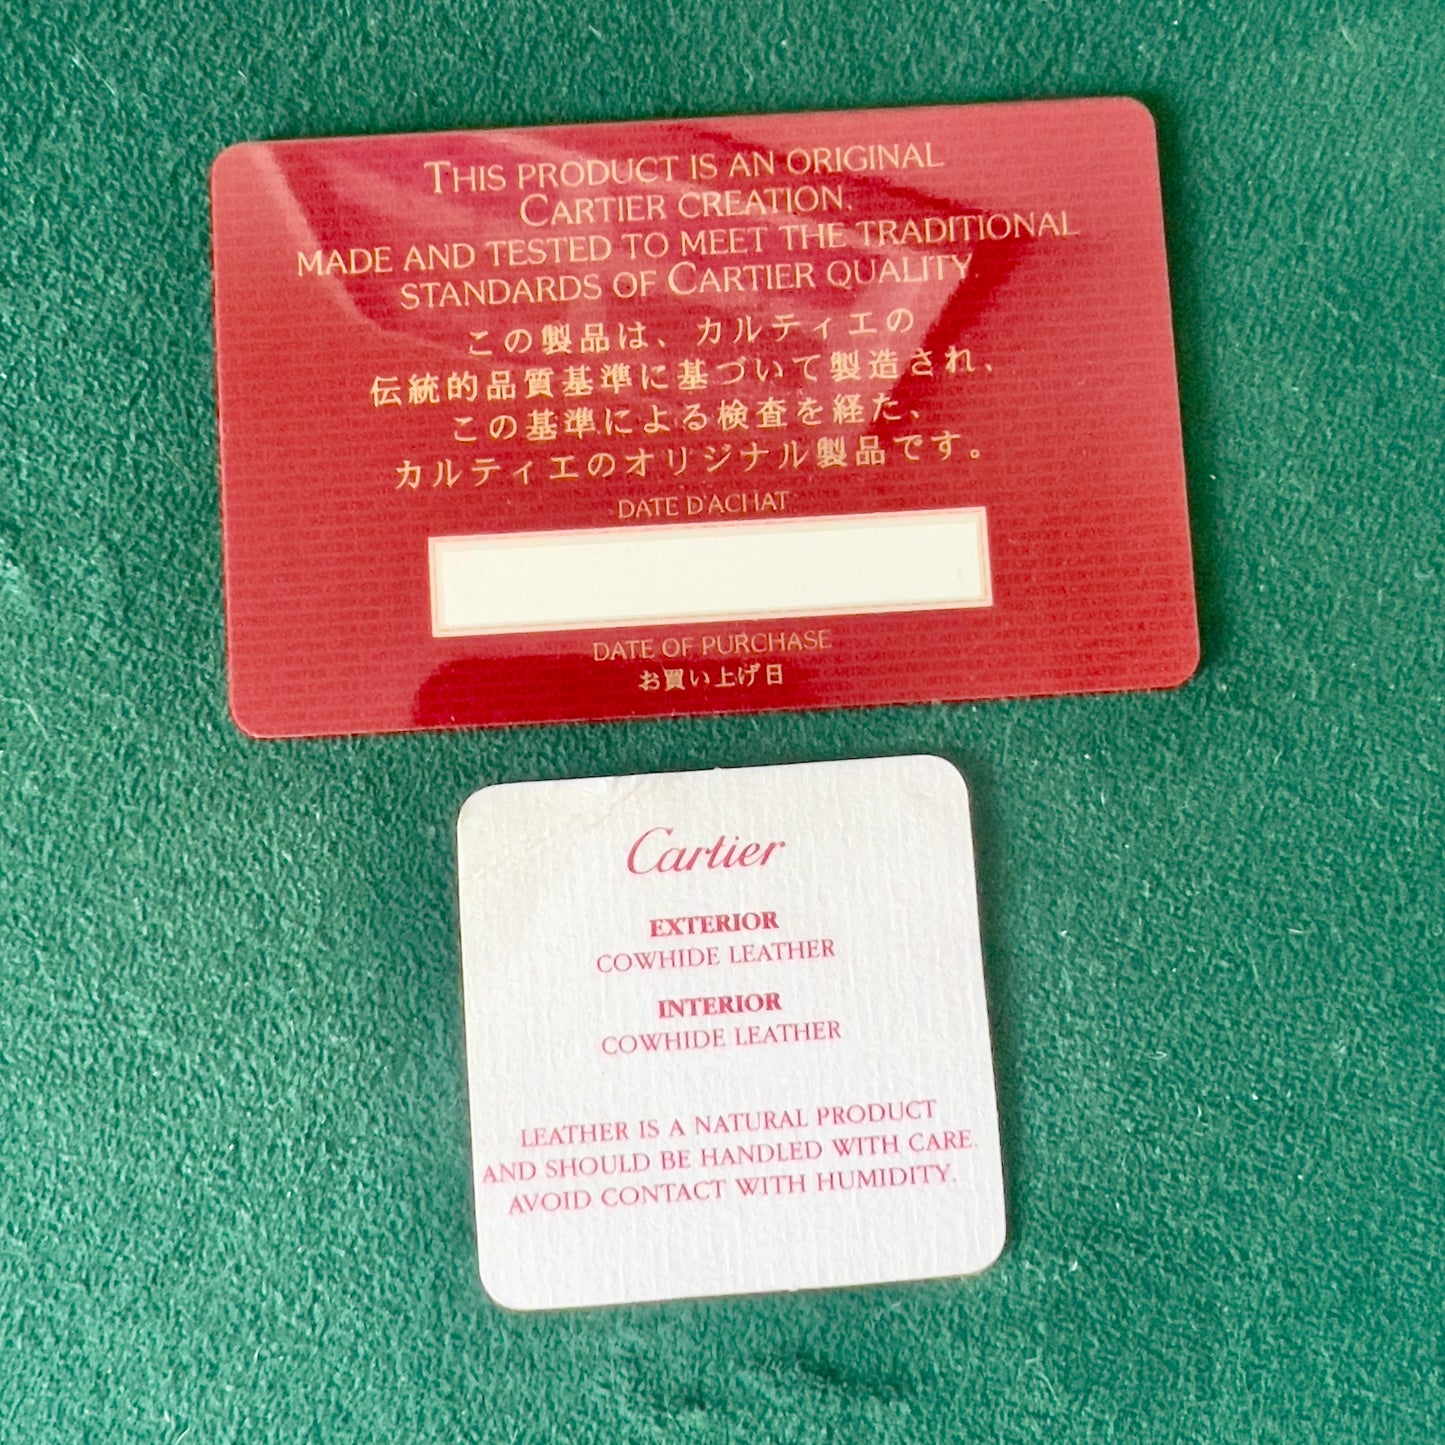 THIS PRODUCT IS AN ORIGINAL
CARTIER CREATION,
MADE AND TESTED TO MEET THE TRADITIONAL
STANDARDS OF CARTIER QUALITY.
この製品は、カルティエの
伝統的品質基準に基づいて製造され、
この基準による検査を経た、
カルティエのオリジナル製品です。
DATE D'ACHAT
DATE OF PURCHASE
お買い上げ日
Cartier
EXTERIOR
COWHIDE LEATHER
INTERIOR
COWHIDE LEATHER
LEATHER IS A NATURAL PRODUCT
AND SHOULD BE HANDLED WITH CARE.
AVOID CONTACT WITH HUMIDITY.